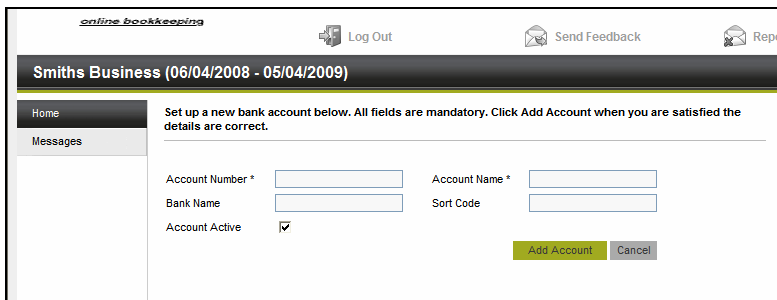 online bookkeeping
Log Out
Send Feedback
Smiths Business (06/04/2008 - 05/04/2009)
Home
Messages
Set up a new bank account below. All fields are mandatory. Click Add Account when you are satisfied the
details are correct.
Account Number * Account Name *
Bank Name Sort Code
Account Active
Add Account Cancel